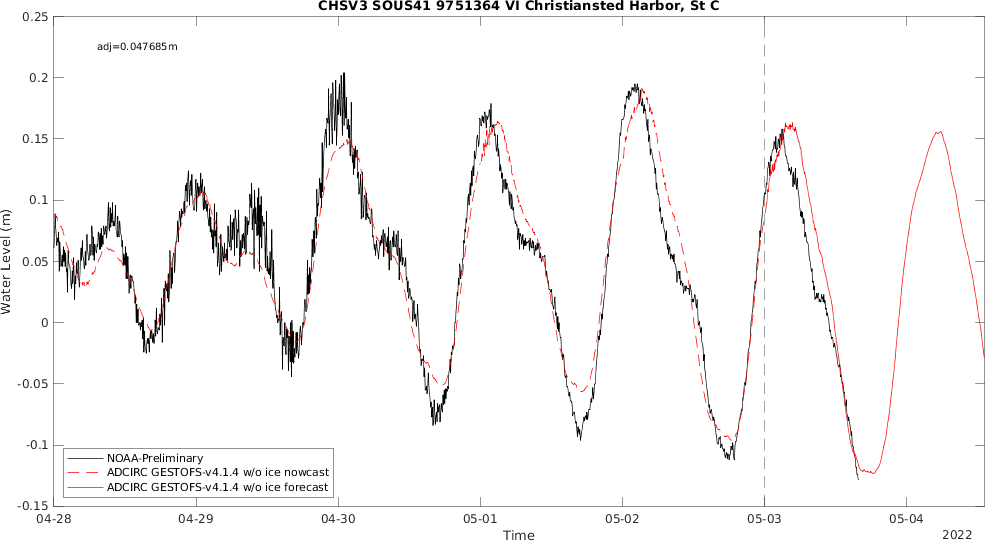 CHSV3 SOUS41 9751364 VI Christiansted Harbor, St C
adj=0.047685m
0.25
0.2
0.15
0.1
0.05
0
-0.05
-0.1
-0.15
Water Level (m)
NOAA-Preliminary
ADCIRC GESTOFS-v4.1.4 w/o ice nowcast
ADCIRC GESTOFS-v4.1.4 w/o ice forecast
04-28 04-29 04-30 05-01 05-02 05-03 05-04
Time
2022